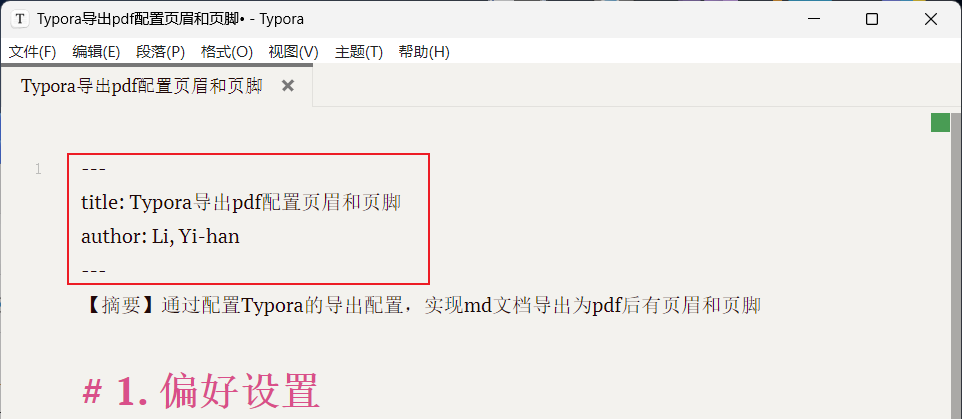 T Typora导出pdf配置页眉和页脚• - Typora
文件(F) 编辑(E) 段落(P) 格式(O) 视图(V) 主题(T) 帮助(H)
Typora导出pdf配置页眉和页脚 ×
1 ---
title: Typora导出pdf配置页眉和页脚
author: Li, Yi-han
---
【摘要】通过配置Typora的导出配置，实现md文档导出为pdf后有页眉和页脚
# 1. 偏好设置